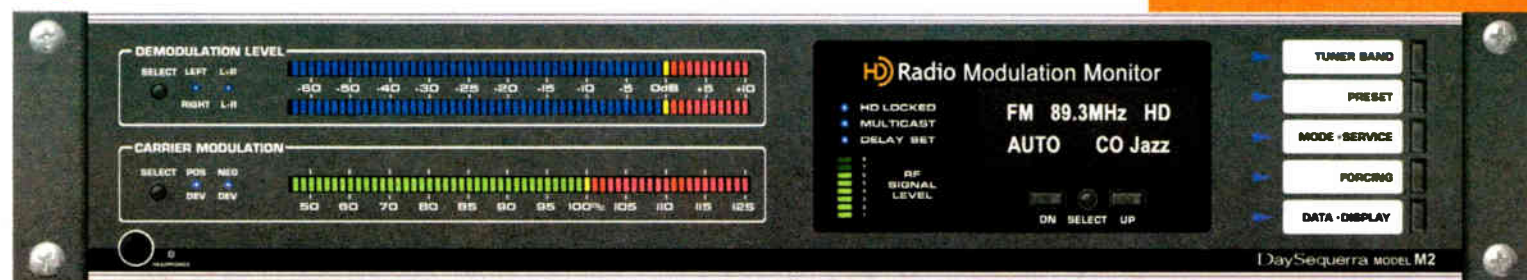 DEMODULATION LEVEL
SELECT LEFT L+R
RIGHT L-R
-60 -50 -40 -30 -25 -20 -15 -10 -5 0dB +5 +10
CARRIER MODULATION
SELECT POS NEG
DEV DEV
50 60 70 80 85 90 95 100% 105 110 115 125
HEADPHONES
HD Radio Modulation Monitor
HD LOCKED
MULTICAST
DELAY SET
FM 89.3MHz HD
AUTO CO Jazz
RF
SIGNAL
LEVEL
DN SELECT UP
TUNER BAND
PRESET
MODE • SERVICE
FORCING
DATA • DISPLAY
DaySequerra MODEL M2